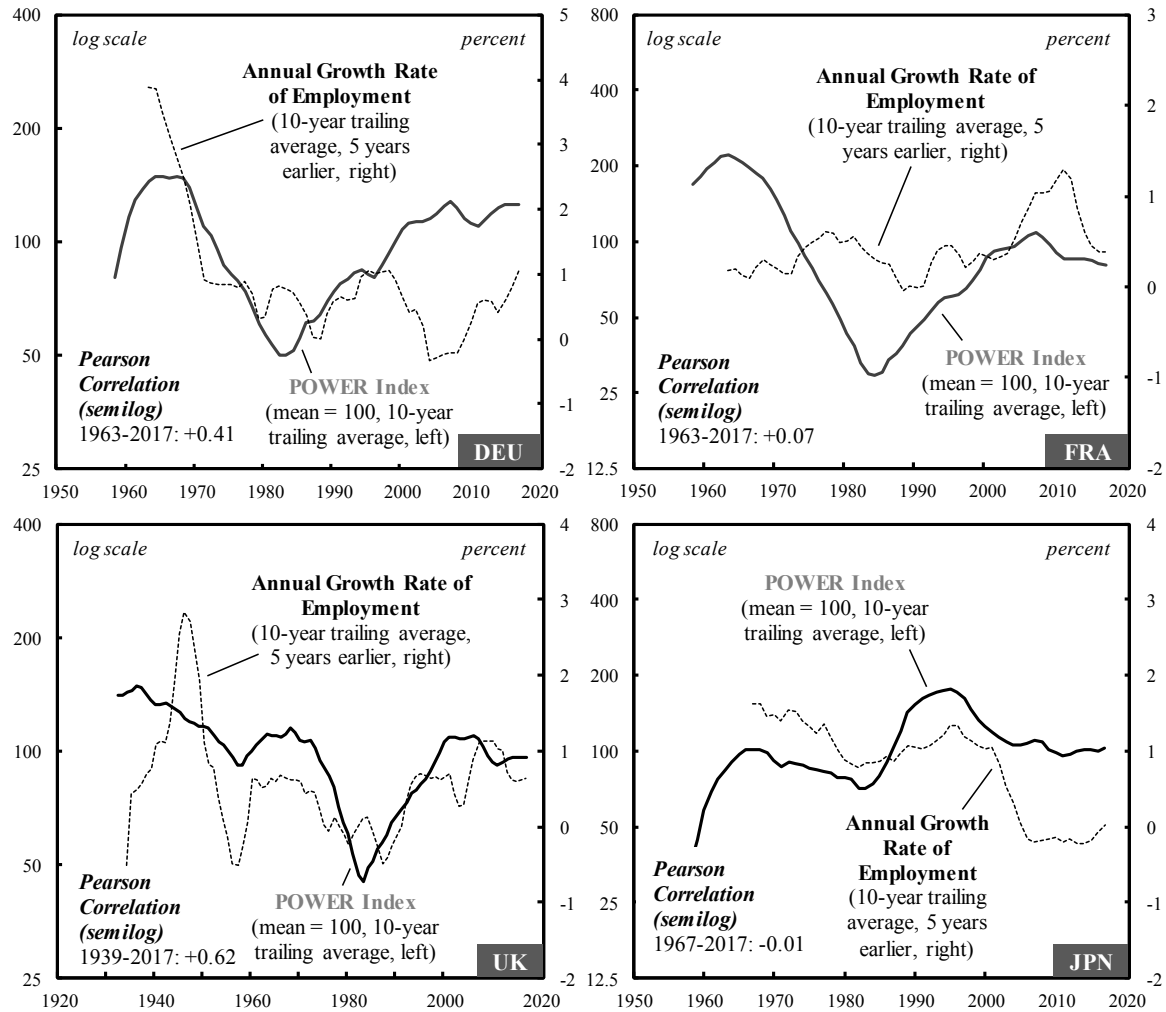 400
200
100
50
25
5
4
3
2
1
0
-1
-2
log scale
percent
Annual Growth Rate
of Employment
(10-year trailing
average, 5 years
earlier, right)
Pearson
Correlation
(semilog)
1963-2017: +0.41
POWER Index
(mean = 100, 10-year
trailing average, left)
DEU
1950 1960 1970 1980 1990 2000 2010 2020
800
400
200
100
50
25
12.5
3
2
1
0
-1
-2
log scale
percent
Annual Growth Rate of
Employment
(10-year trailing average, 5
years earlier, right)
Pearson
Correlation
(semilog)
1963-2017: +0.07
POWER Index
(mean = 100, 10-year
trailing average, left)
FRA
1950 1960 1970 1980 1990 2000 2010 2020
400
200
100
50
25
4
3
2
1
0
-1
-2
log scale
percent
Annual Growth Rate of
Employment
(10-year trailing average,
5 years earlier, right)
Pearson
Correlation
(semilog)
1939-2017: +0.62
POWER Index
(mean = 100, 10-year
trailing average, left)
UK
1920 1940 1960 1980 2000 2020
800
400
200
100
50
25
12.5
4
3
2
1
0
-1
-2
log scale
percent
POWER Index
(mean = 100, 10-year
trailing average, left)
Annual Growth
Rate of
Employment
(10-year trailing
average, 5 years
earlier, right)
Pearson
Correlation
(semilog)
1967-2017: -0.01
JPN
1950 1960 1970 1980 1990 2000 2010 2020